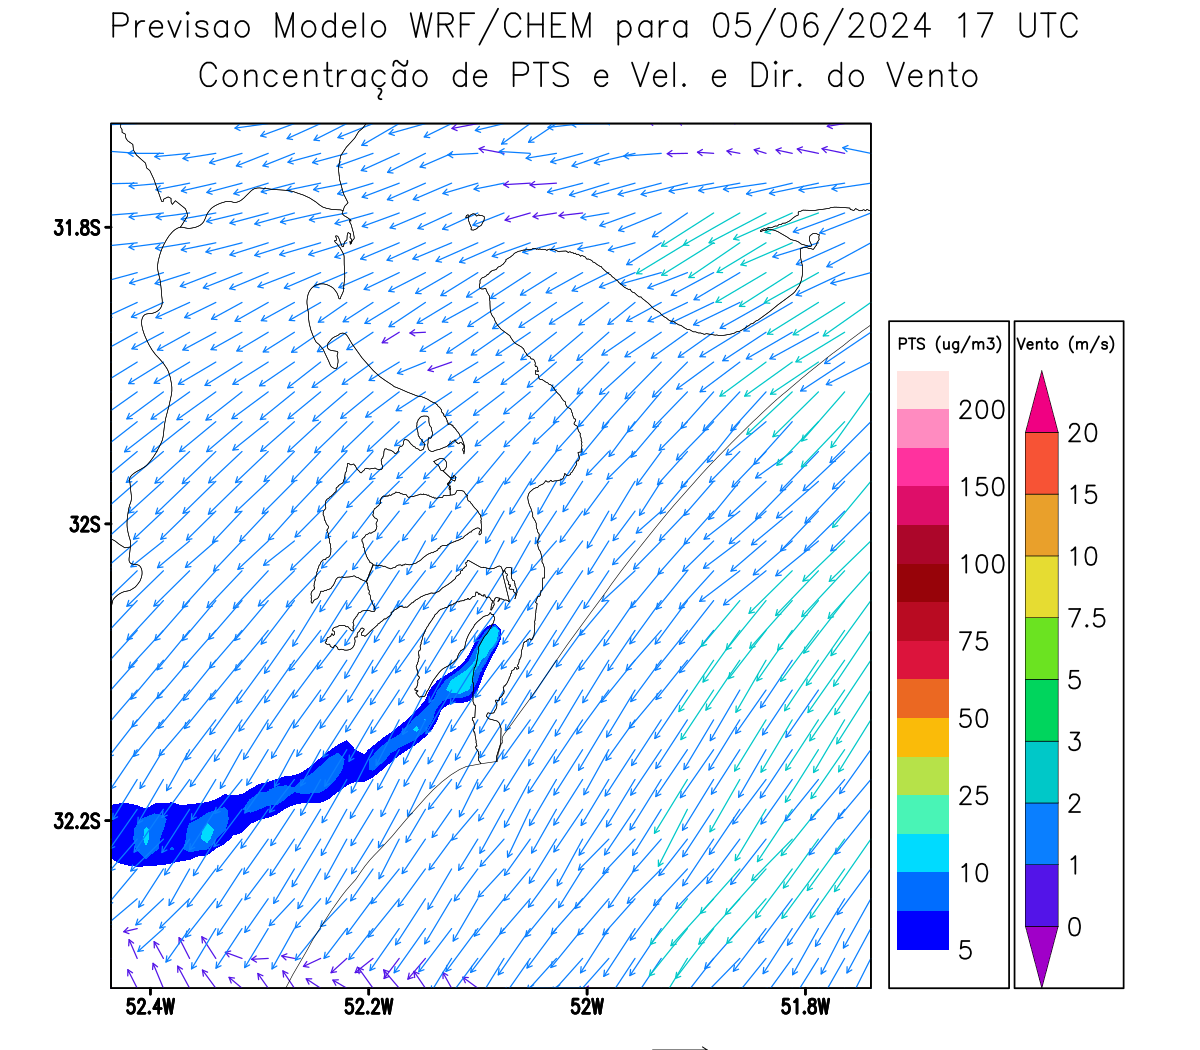 Previsao Modelo WRF/CHEM para 05/06/2024 17 UTC
Concentração de PTS e Vel. e Dir. do Vento
31.8S
32S
32.2S
52.4W
52.2W
52W
51.8W
PTS (ug/m3)
200
150
100
75
50
25
10
5
Vento (m/s)
20
15
10
7.5
5
3
2
1
0